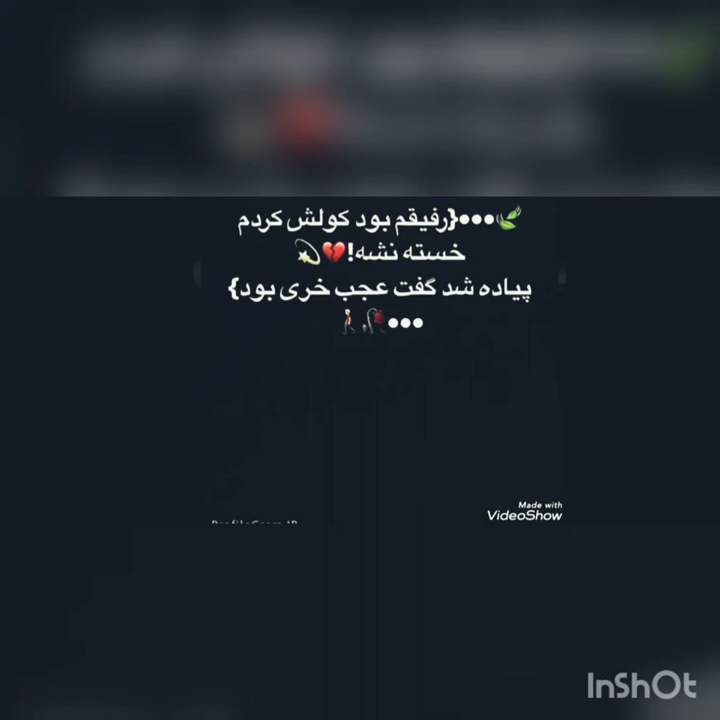 🌿•••{رفیقم بود کولش کردم
خسته نشه!💔💫
پیاده شد گفت عجب خری بود}
•••🥀🚶
Made with
VideoShow
InShOt